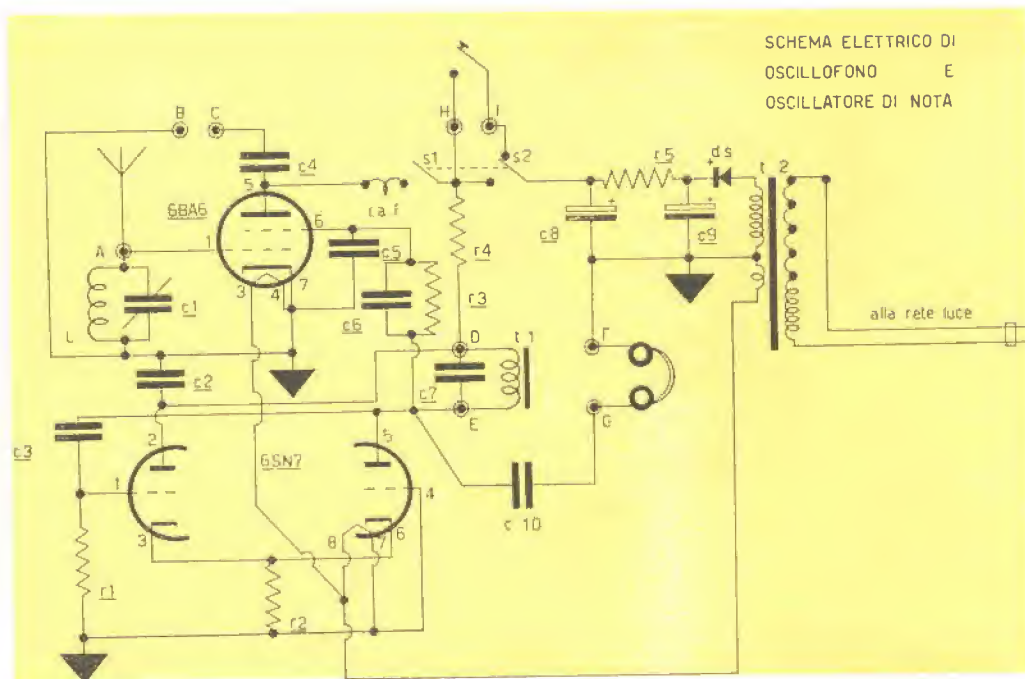 SCHEMA ELETTRICO DI
OSCILLOFONO E
OSCILLATORE DI NOTA
B C
H I
c4
s1 s2
r5
ds
t 2
5
6BA6
6
c.a.f.
A
1
c5
r4
c8
c9
3 4 7
c1
L
c6
r3
alla rete luce
D
t1
F
c2
c7
E
G
c3
2
5
6SN7
1
4
3
8 7 6
c 10
r1
r2